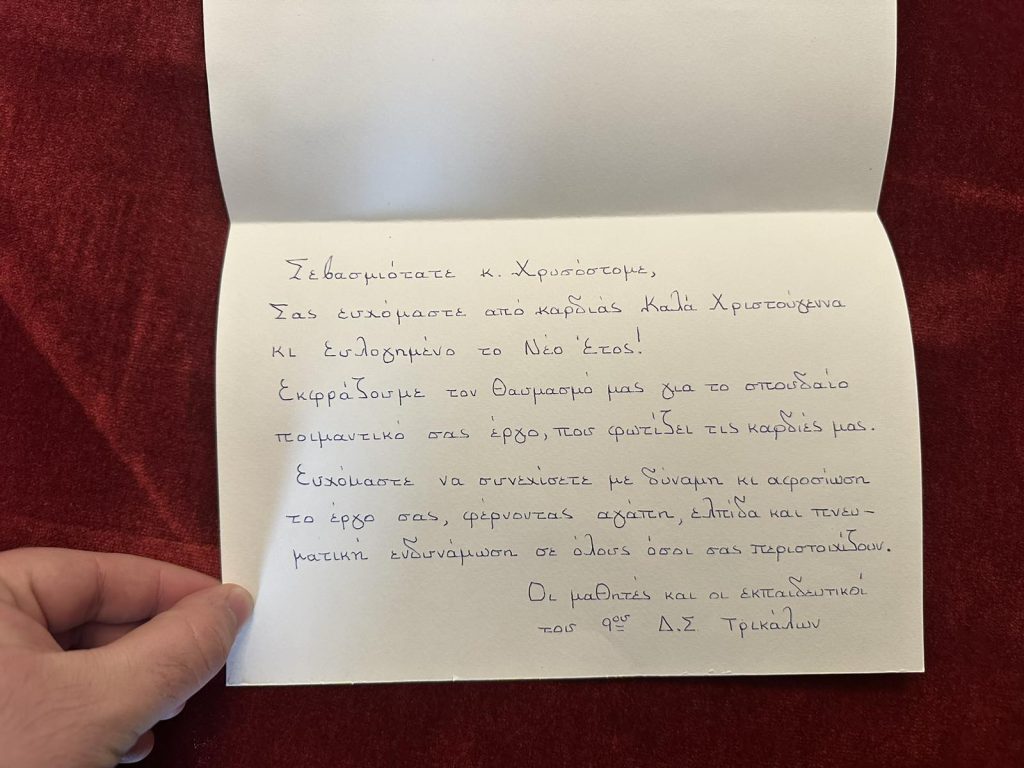 Σεβασμιότατε κ. Χρυσόστομε,
Σας ευχόμαστε από καρδιάς Καλά Χριστούγεννα
κι Ευλογημένο το Νέο Έτος!
Εκφράζουμε τον θαυμασμό μας για το σπουδαίο
ποιμαντικό σας έργο, που φωτίζει τις καρδιές μας.
Ευχόμαστε να συνεχίσετε με δύναμη κι αφοσίωση
το έργο σας, φέρνοντας αγάπη, ελπίδα και πνευ-
ματική ενδυνάμωση σε όλους όσοι σας περιστοιχίζουν.
Οι μαθητές και οι εκπαιδευτικοί
του 9ου Δ.Σ Τρικάλων